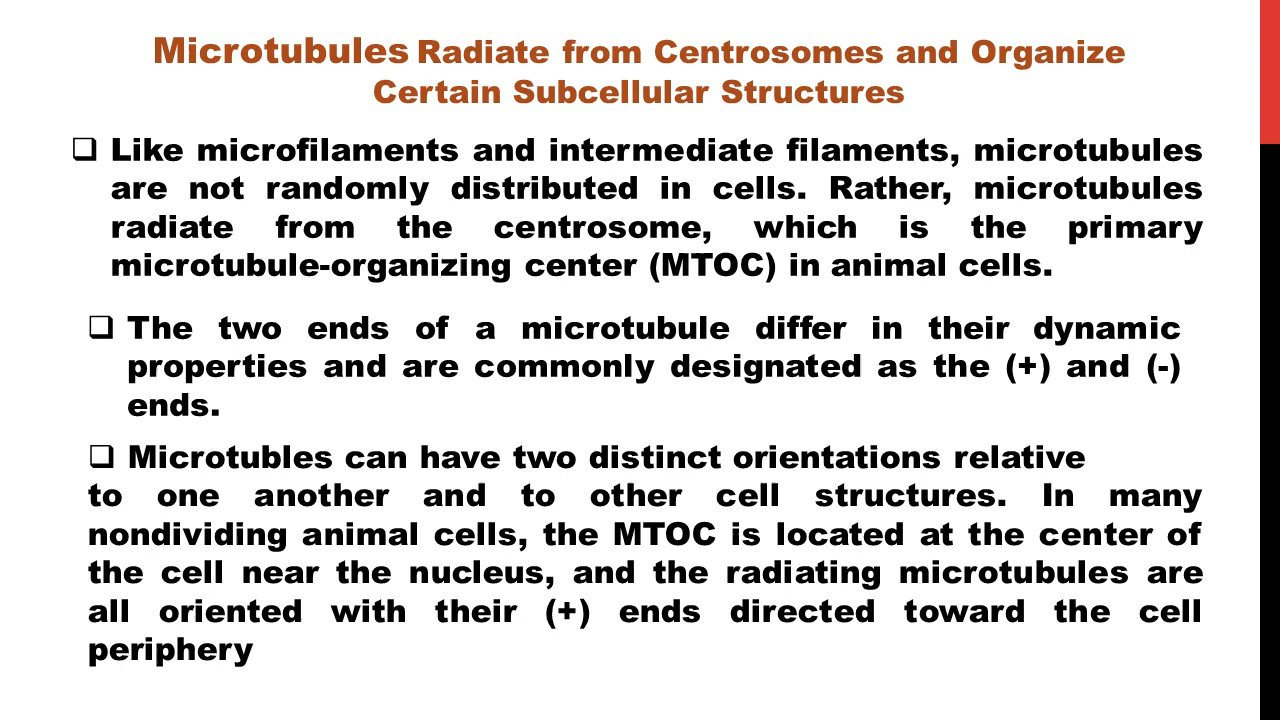 Microtubules Radiate from Centrosomes and Organize
Certain Subcellular Structures
❑ Like microfilaments and intermediate filaments, microtubules
are not randomly distributed in cells. Rather, microtubules
radiate from the centrosome, which is the primary
microtubule-organizing center (MTOC) in animal cells.
❑ The two ends of a microtubule differ in their dynamic
properties and are commonly designated as the (+) and (-)
ends.
❑ Microtubles can have two distinct orientations relative
to one another and to other cell structures. In many
nondividing animal cells, the MTOC is located at the center of
the cell near the nucleus, and the radiating microtubules are
all oriented with their (+) ends directed toward the cell
periphery